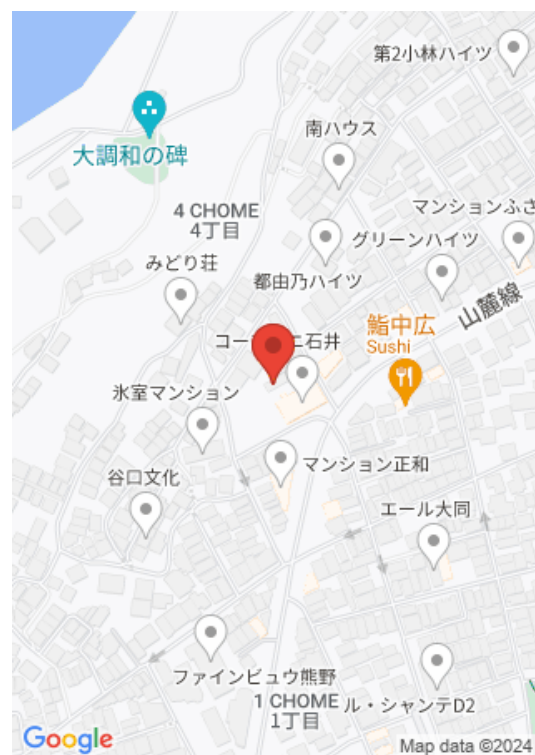 第2小林ハイツ
南ハウス
大調和の碑
4 CHOME
4丁目
マンションふさ
グリーンハイツ
みどり荘
都由乃ハイツ
山麓線
鮨中広
Sushi
石井
氷室マンション
マンション正和
谷口文化
エール大同
ファインビュウ熊野
1 CHOME
1丁目
ル・シャンテD2
Google
Map data ©2024